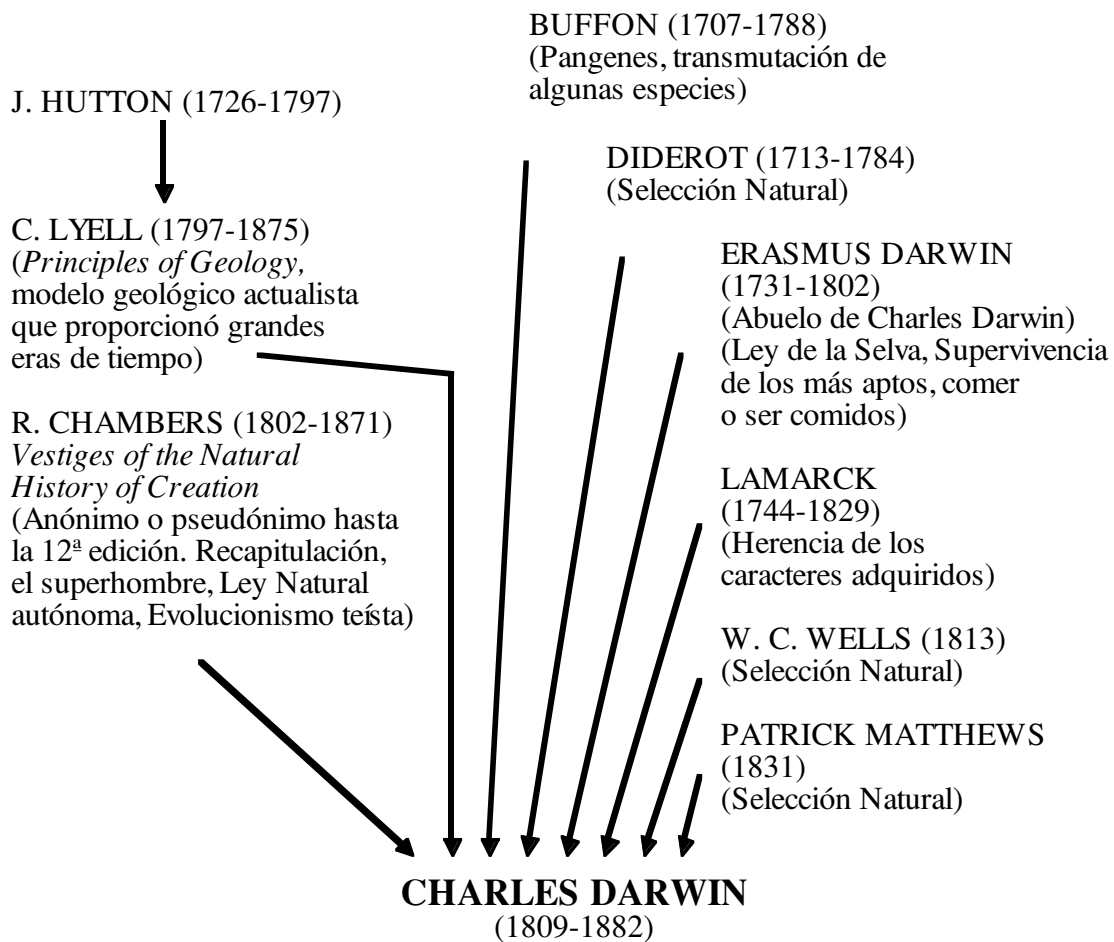 BUFFON (1707-1788)
(Pangenes, transmutación de
algunas especies)
J. HUTTON (1726-1797)
DIDEROT (1713-1784)
(Selección Natural)
C. LYELL (1797-1875)
(Principles of Geology,
modelo geológico actualista
que proporcionó grandes
eras de tiempo)
ERASMUS DARWIN
(1731-1802)
(Abuelo de Charles Darwin)
(Ley de la Selva, Supervivencia
de los más aptos, comer
o ser comidos)
R. CHAMBERS (1802-1871)
Vestiges of the Natural
History of Creation
(Anónimo o pseudónimo hasta
la 12ª edición. Recapitulación,
el superhombre, Ley Natural
autónoma, Evolucionismo teísta)
LAMARCK
(1744-1829)
(Herencia de los
caracteres adquiridos)
W. C. WELLS (1813)
(Selección Natural)
PATRICK MATTHEWS
(1831)
(Selección Natural)
CHARLES DARWIN
(1809-1882)